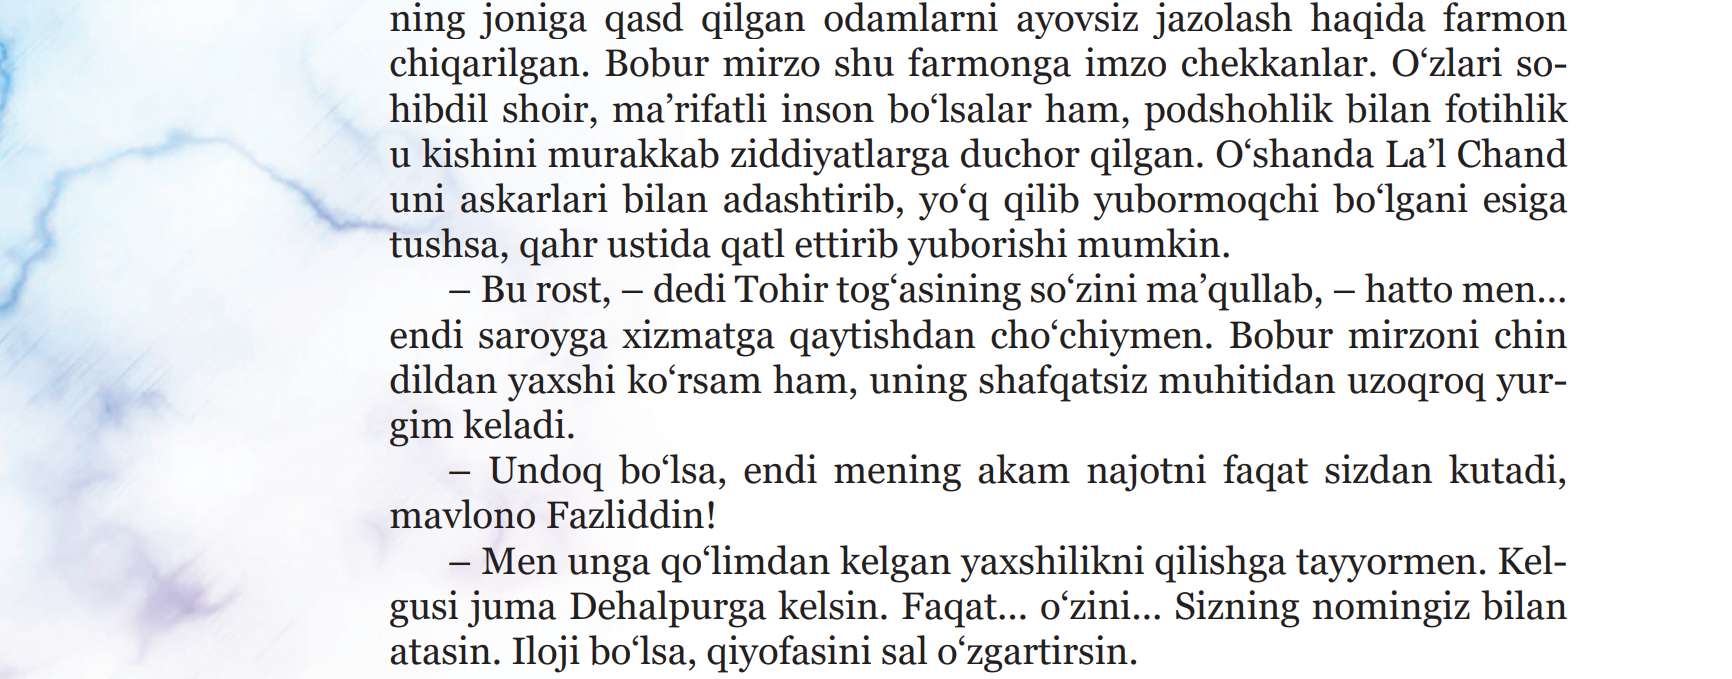 ning joniga qasd qilgan odamlarni ayovsiz jazolash haqida farmon
chiqarilgan. Bobur mirzo shu farmonga imzo chekkanlar. O‘zlari so-
hibdil shoir, ma’rifatli inson bo‘lsalar ham, podshohlik bilan fotihlik
u kishini murakkab ziddiyatlarga duchor qilgan. O‘shanda La’l Chand
uni askarlari bilan adashtirib, yo‘q qilib yubormoqchi bo‘lgani esiga
tushsa, qahr ustida qatl ettirib yuborishi mumkin.
– Bu rost, – dedi Tohir tog‘asining so‘zini ma’qullab, – hatto men...
endi saroyga xizmatga qaytishdan cho‘chiymen. Bobur mirzoni chin
dildan yaxshi ko‘rsam ham, uning shafqatsiz muhitidan uzoqroq yur-
gim keladi.
– Undoq bo‘lsa, endi mening akam najotni faqat sizdan kutadi,
mavlono Fazliddin!
– Men unga qo‘limdan kelgan yaxshilikni qilishga tayyormen. Kel-
gusi juma Dehalpurga kelsin. Faqat... o‘zini... Sizning nomingiz bilan
atasin. Iloji bo‘lsa, qiyofasini sal o‘zgartirsin.